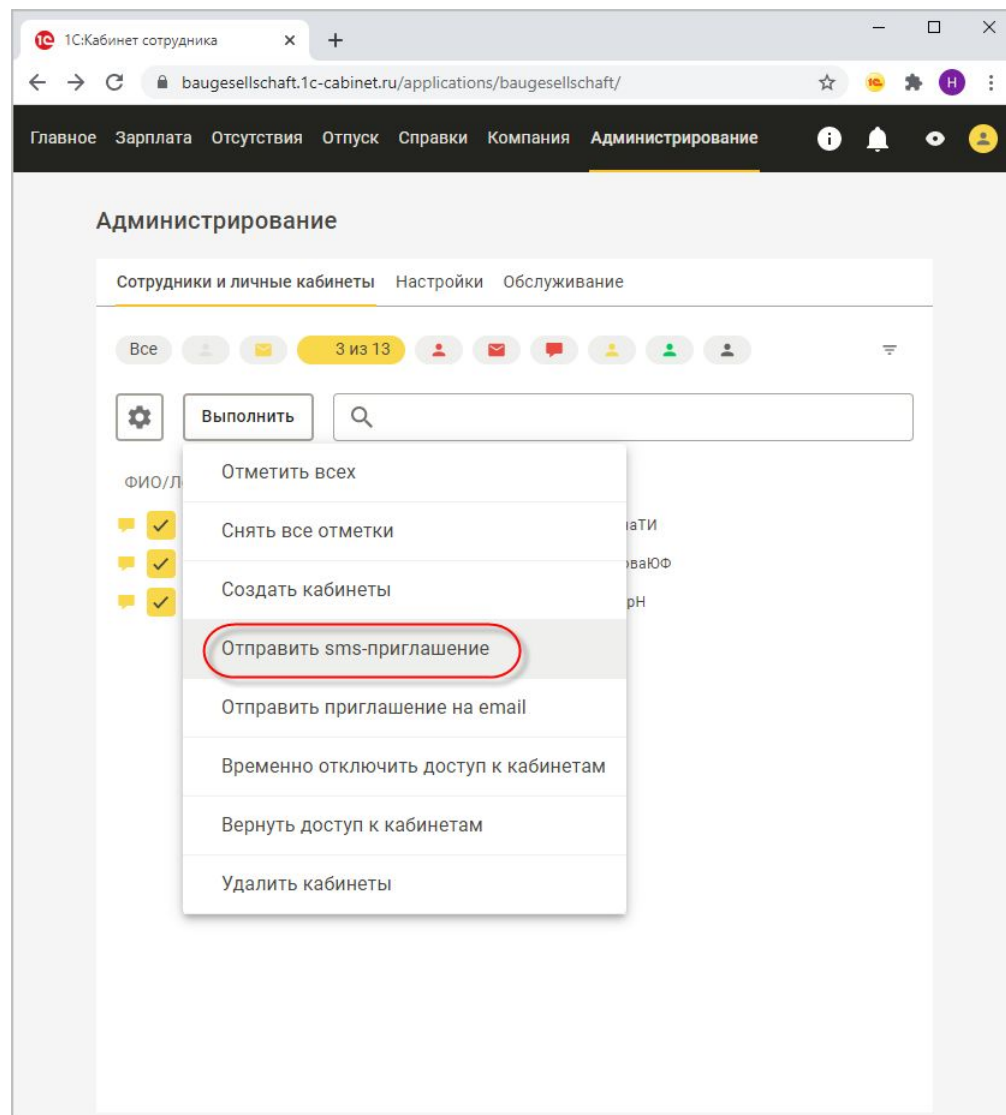 1С:Кабинет сотрудника
baugesellschaft.1c-cabinet.ru/applications/baugesellschaft/
Н
Главное Зарплата Отсутствия Отпуск Справки Компания Администрирование
Администрирование
Сотрудники и личные кабинеты Настройки Обслуживание
Все 3 из 13
Выполнить
Отметить всех
Снять все отметки
Создать кабинеты
Отправить sms-приглашение
Отправить приглашение на email
Временно отключить доступ к кабинетам
Вернуть доступ к кабинетам
Удалить кабинеты